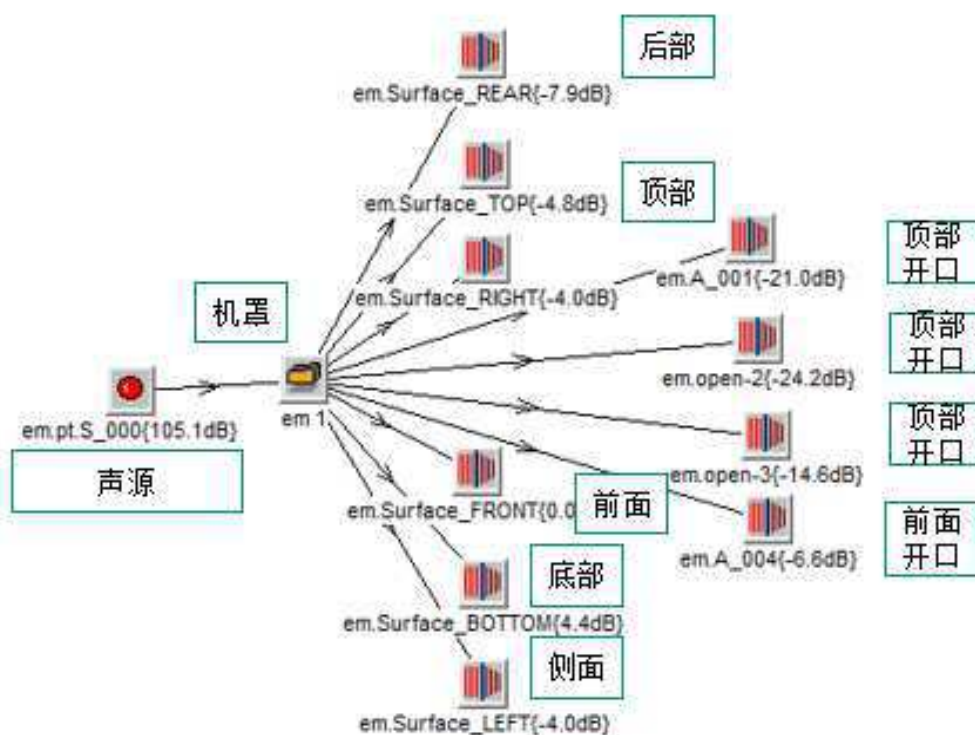 后部
em.Surface_REAR{-7.9dB}
em.Surface_TOP{-4.8dB}
顶部
em.A_001{-21.0dB}
顶部
开口
em.Surface_RIGHT{-4.0dB}
机罩
em.open-2{-24.2dB}
顶部
开口
em.pt.S_000{105.1dB}
em 1
声源
em.open-3{-14.6dB}
顶部
开口
em.Surface_FRONT{0.0
前面
em.A_004{-6.6dB}
前面
开口
底部
em.Surface_BOTTOM{4.4dB}
侧面
em.Surface_LEFT{-4.0dB}